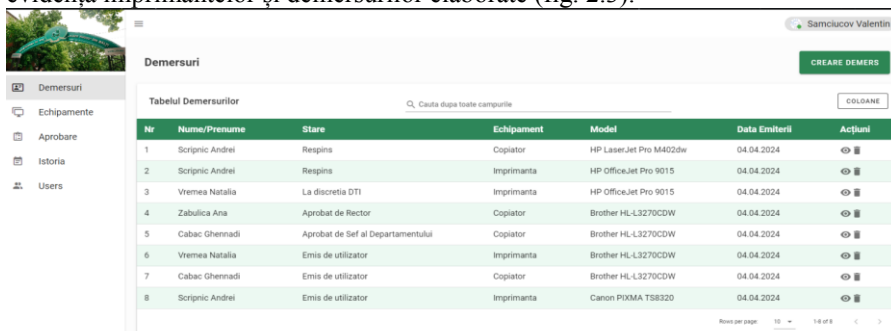 evidența imprimantelor și demersurilor elaborate (fig. 2.3).
Samciucov Valentin
Demersuri
CREARE DEMERS
Demersuri
Echipamente
Aprobare
Istoria
Users
Tabelul Demersurilor
Cauta dupa toate campurile
COLOANE
Nr Nume/Prenume Stare Echipament Model Data Emiterii Acțiuni
1 Scripnic Andrei Respins Copiator HP LaserJet Pro M402dw 04.04.2024
2 Scripnic Andrei Respins Imprimanta HP OfficeJet Pro 9015 04.04.2024
3 Vremea Natalia La discretia DTI Imprimanta HP OfficeJet Pro 9015 04.04.2024
4 Zabulica Ana Aprobat de Rector Copiator Brother HL-L3270CDW 04.04.2024
5 Cabac Ghennadi Aprobat de Sef al Departamentului Copiator Brother HL-L3270CDW 04.04.2024
6 Vremea Natalia Emis de utilizator Imprimanta Brother HL-L3270CDW 04.04.2024
7 Cabac Ghennadi Emis de utilizator Copiator Brother HL-L3270CDW 04.04.2024
8 Scripnic Andrei Emis de utilizator Imprimanta Canon PIXMA TS8320 04.04.2024
Rows per page: 10 1-8 of 8